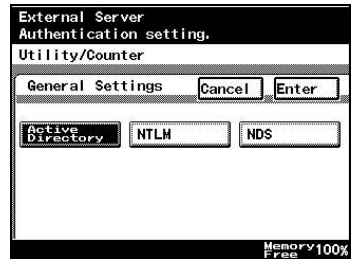 External Server
Authentication setting.
Utility/Counter
General Settings Cancel Enter
Active Directory NTLM NDS
Memory Free 100%